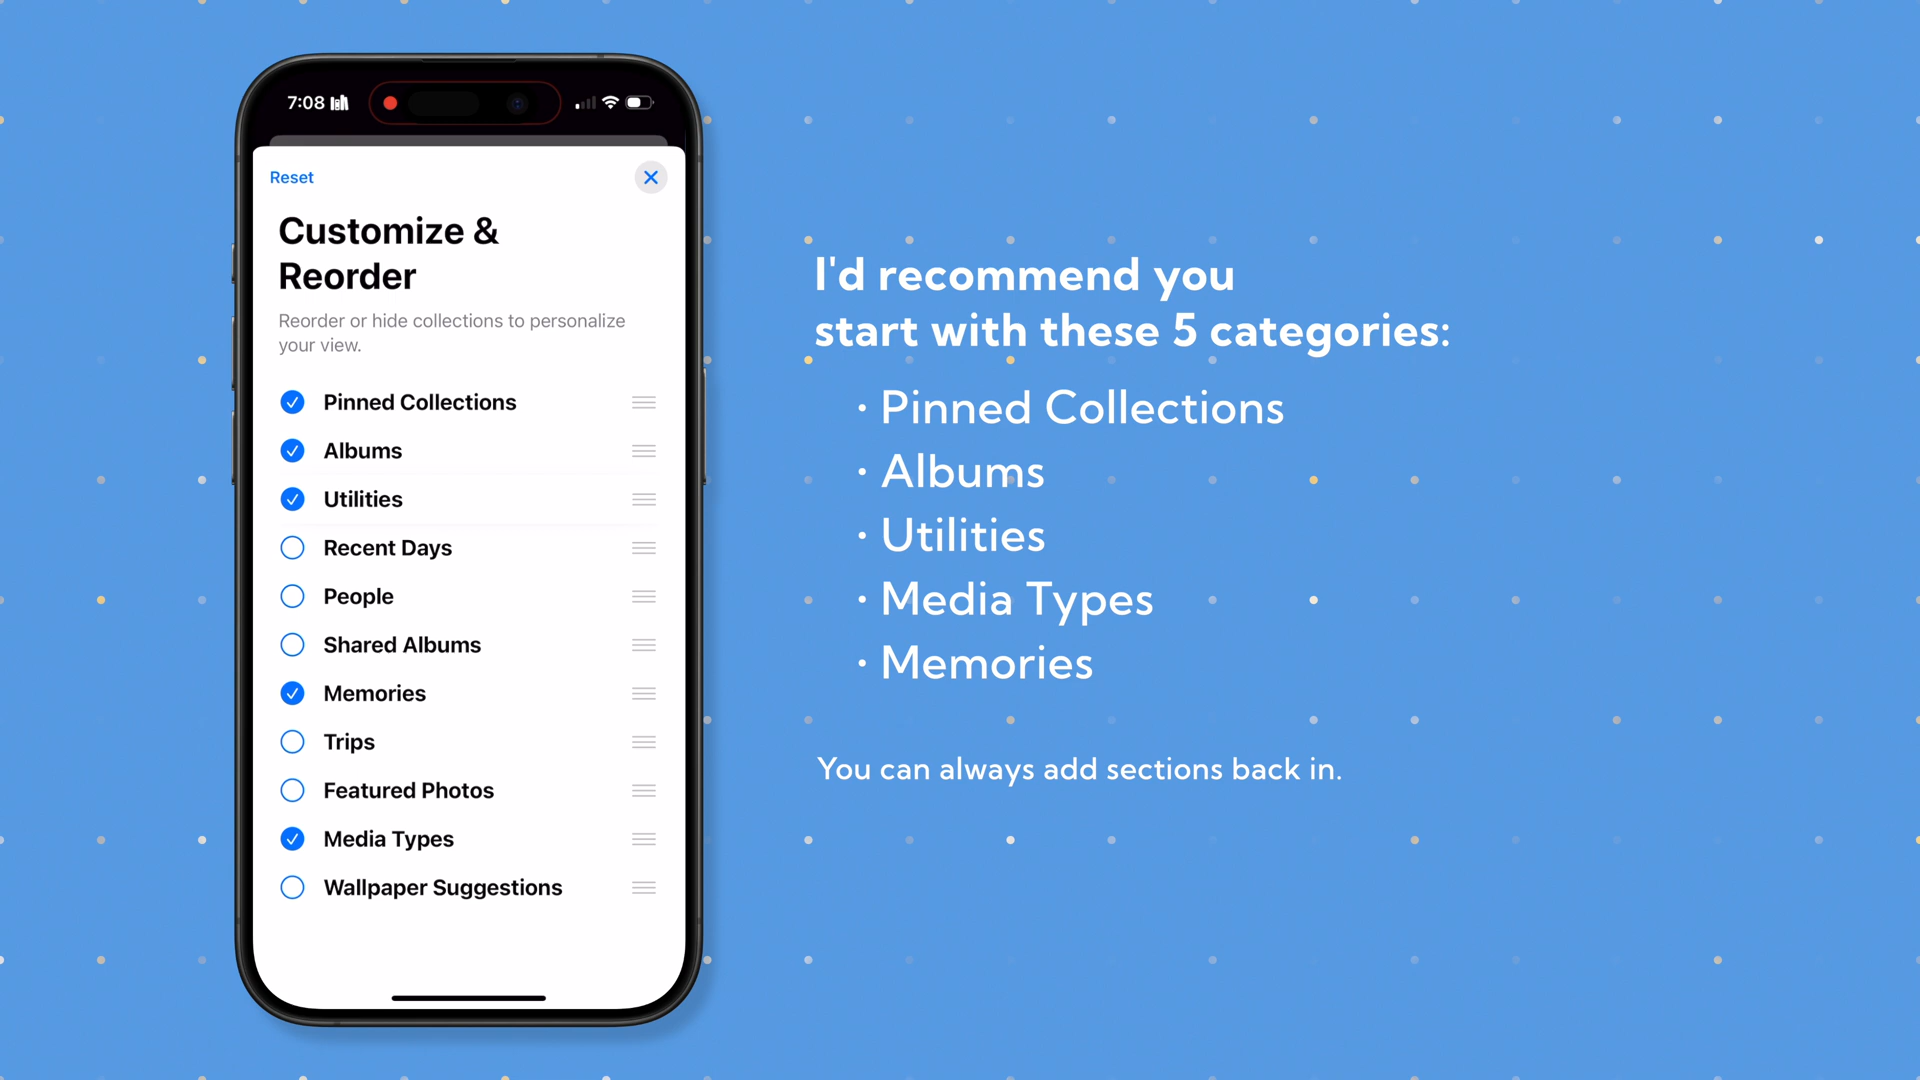 7:08
Reset
Customize &
Reorder
Reorder or hide collections to personalize
your view.
Pinned Collections
Albums
Utilities
Recent Days
People
Shared Albums
Memories
Trips
Featured Photos
Media Types
Wallpaper Suggestions
I'd recommend you
start with these 5 categories:
• Pinned Collections
• Albums
• Utilities
• Media Types
• Memories
You can always add sections back in.